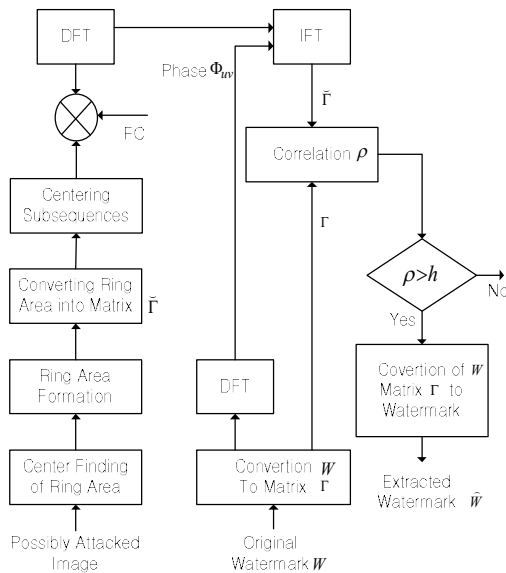 DFT
IFT
Phase Φuv
Γ̆
FC
Correlation ρ
Centering
Subsequences
Γ
Converting Ring
Area into Matrix
Γ̆
ρ>h
No
Yes
Ring Area
Formation
DFT
Covertion of W
Matrix Γ to
Watermark
Center Finding
of Ring Area
Convertion W
To Matrix Γ
Extracted
Watermark Ŵ
Possibly Attacked
Image
Original
Watermark W